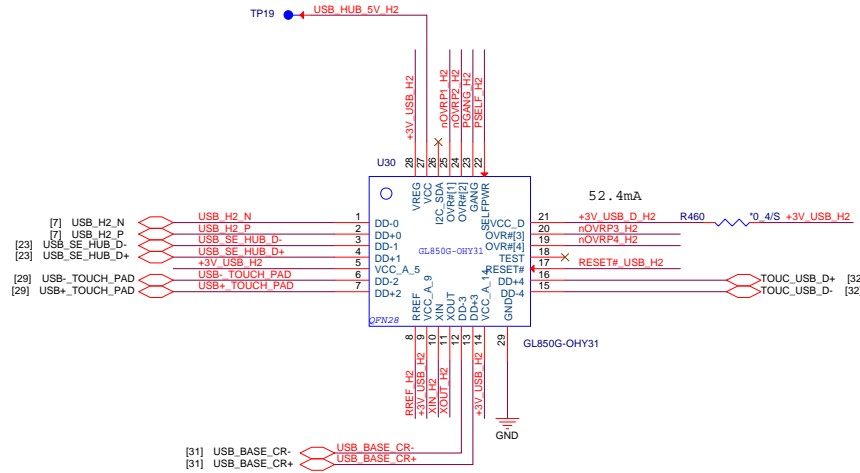 TP19
USB_HUB_5V_H2
+3V_USB_H2
nOVRP1_H2
nOVRP2_H2
PGANG_H2
PSELF_H2
U30
28
27
26
25
24
23
22
VREG
VCC
I2C_SDA
OVR#[1]
OVR#[2]
GANG
SELFPWR
52.4mA
[7] USB_H2_N USB_H2_N 1 DD-0
[7] USB_H2_P USB_H2_P 2 DD+0
[23] USB_SE_HUB_D- USB_SE_HUB_D- 3 DD-1
[23] USB_SE_HUB_D+ USB_SE_HUB_D+ 4 DD+1
+3V_USB_H2 5 VCC_A_5
[29] USB-_TOUCH_PAD USB-_TOUCH_PAD 6 DD-2
[29] USB+_TOUCH_PAD USB+_TOUCH_PAD 7 DD+2
GL850G-OHY31
VCC_D 21 +3V_USB_D_H2 R460 *0_4/S +3V_USB_H2
OVR#[3] 20 nOVRP3_H2
OVR#[4] 19 nOVRP4_H2
TEST 18
RESET# 17 RESET#_USB_H2
DD+4 16 TOUC_USB_D+ [32
DD-4 15 TOUC_USB_D- [32
QFN28
RREF
VCC_A_9
XIN
XOUT
DD-3
DD+3
VCC_A_14
GND
8
9
10
11
12
13
14
29
GL850G-OHY31
RREF_H2
+3V_USB_H2
XIN_H2
XOUT_H2
+3V_USB_H2
GND
[31] USB_BASE_CR- USB_BASE_CR-
[31] USB_BASE_CR+ USB_BASE_CR+